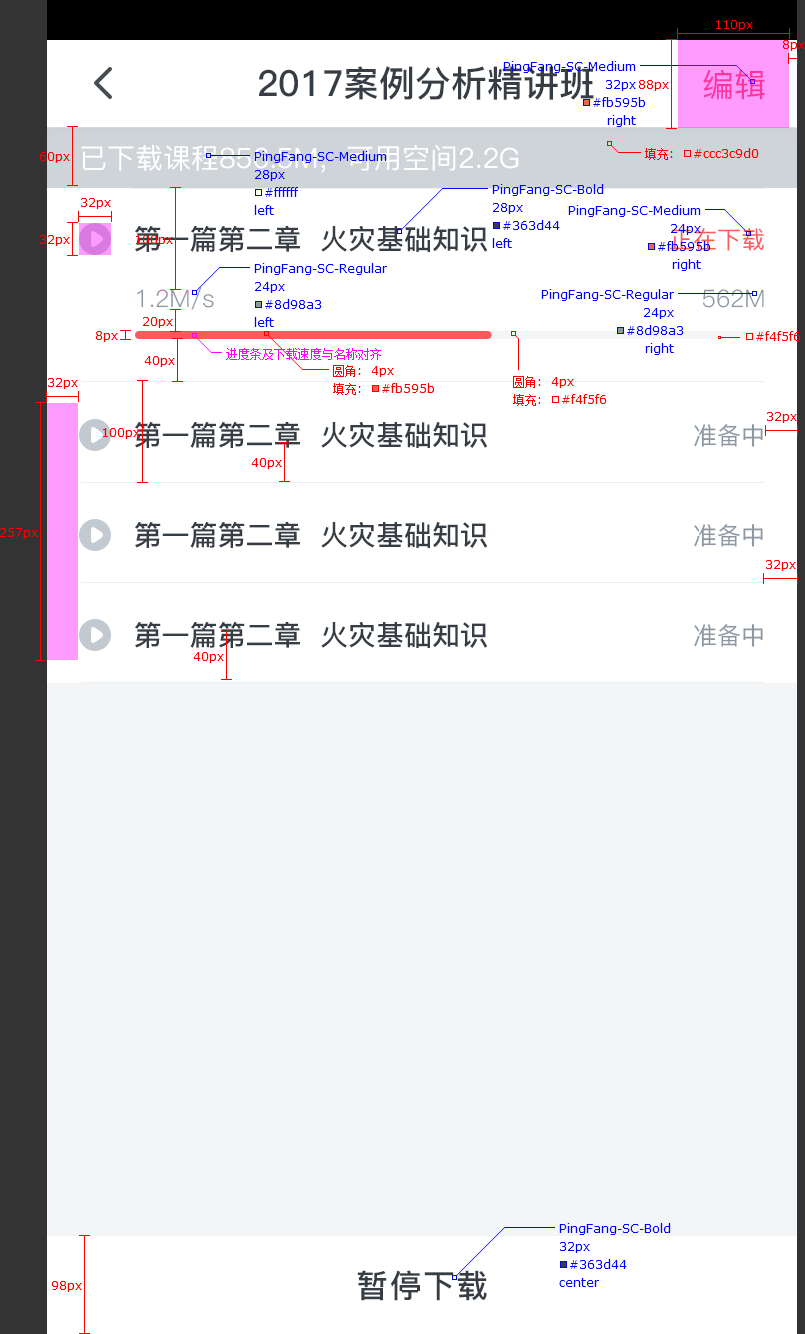 110px
8px
PingFang-SC-Medium
32px
#fb595b
right
88px
2017案例分析精讲班
编辑
填充： #ccc3c9d0
60px
已下载课程856.5M，可用空间2.2G
PingFang-SC-Medium
28px
#ffffff
left
PingFang-SC-Bold
28px
#363d44
left
PingFang-SC-Medium
24px
#fb595b
right
32px
32px
第一篇第二章 火灾基础知识
正在下载
PingFang-SC-Regular
24px
#8d98a3
left
PingFang-SC-Regular
24px
#8d98a3
right
1.2M/s
562M
20px
8px
#f4f5f6
进度条及下载速度与名称对齐
40px
圆角： 4px
填充： #fb595b
圆角： 4px
填充： #f4f5f6
32px
100px
第一篇第二章 火灾基础知识
准备中
32px
40px
257px
第一篇第二章 火灾基础知识
准备中
32px
第一篇第二章 火灾基础知识
准备中
40px
PingFang-SC-Bold
32px
#363d44
center
98px
暂停下载